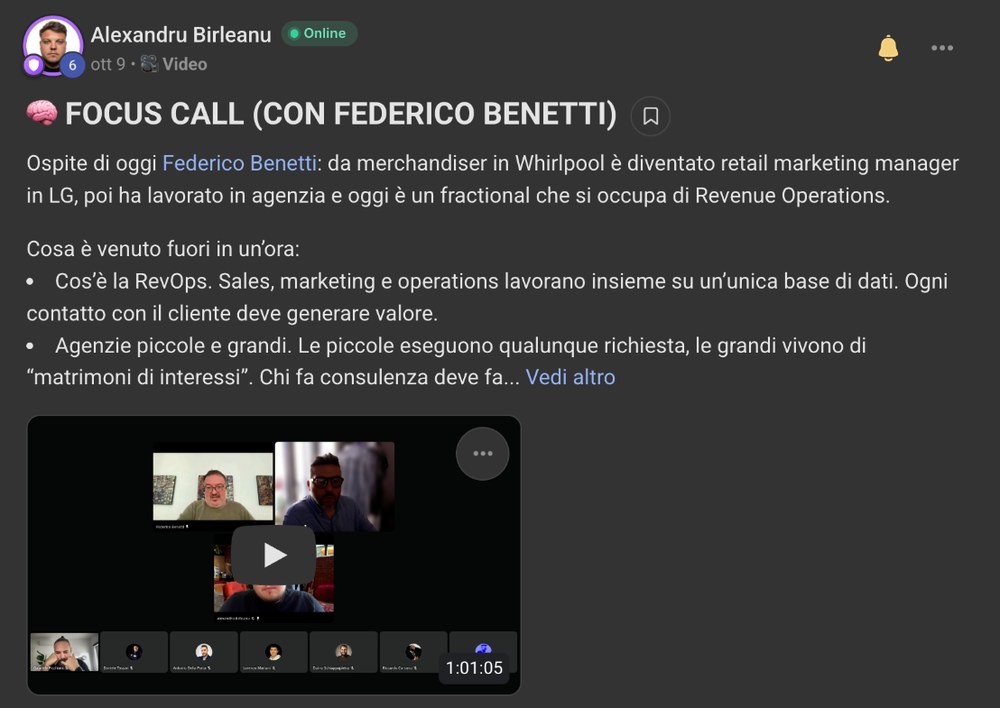 Alexandru Birleanu Online
6 ott 9 • Video
FOCUS CALL (CON FEDERICO BENETTI)
Ospite di oggi Federico Benetti: da merchandiser in Whirlpool è diventato retail marketing manager
in LG, poi ha lavorato in agenzia e oggi è un fractional che si occupa di Revenue Operations.
Cosa è venuto fuori in un’ora:
• Cos’è la RevOps. Sales, marketing e operations lavorano insieme su un’unica base di dati. Ogni
contatto con il cliente deve generare valore.
• Agenzie piccole e grandi. Le piccole eseguono qualunque richiesta, le grandi vivono di
“matrimoni di interessi”. Chi fa consulenza deve fa... Vedi altro
1:01:05